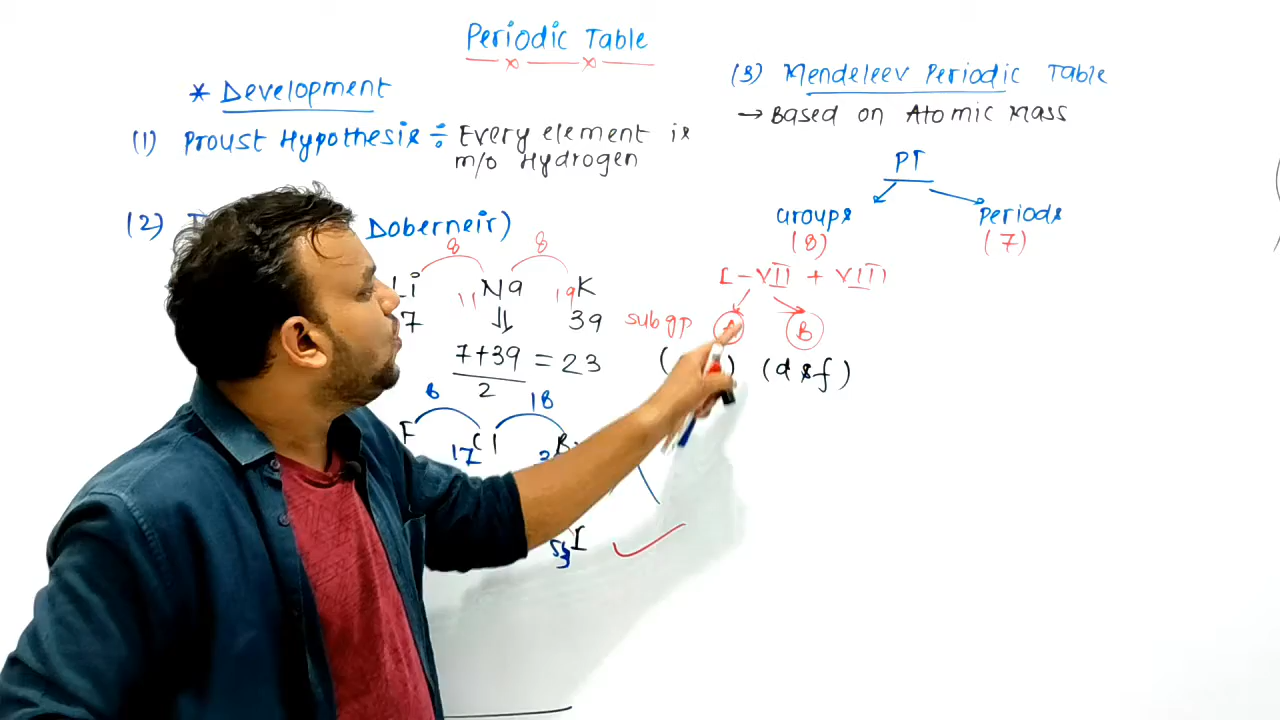 Periodic Table
* Development
(1) Proust Hypothesis ÷ Every element is
m/o Hydrogen
(2) Doberneir)
8 8
Li 11 Na 19 K
7 39
7+39 = 23
2
8 18
F 17 Cl
53 I
(3) Mendeleev Periodic Table
→ Based on Atomic Mass
PT
Groups Periods
(8) (7)
I - VII + VIII
subgp A B
(d & f)